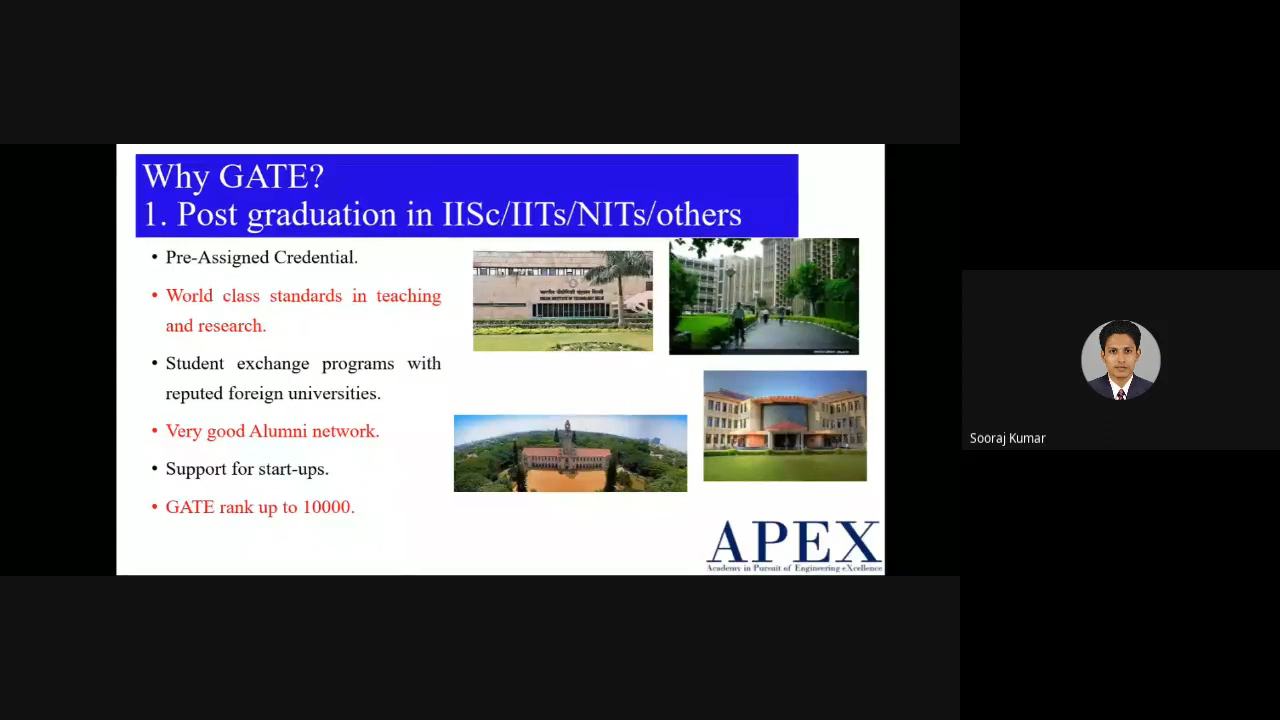 Why GATE?
1. Post graduation in IISc/IITs/NITs/others
• Pre-Assigned Credential.
• World class standards in teaching
and research.
• Student exchange programs with
reputed foreign universities.
• Very good Alumni network.
• Support for start-ups.
• GATE rank up to 10000.
APEX
Academy in Pursuit of Engineering eXcellence
Sooraj Kumar